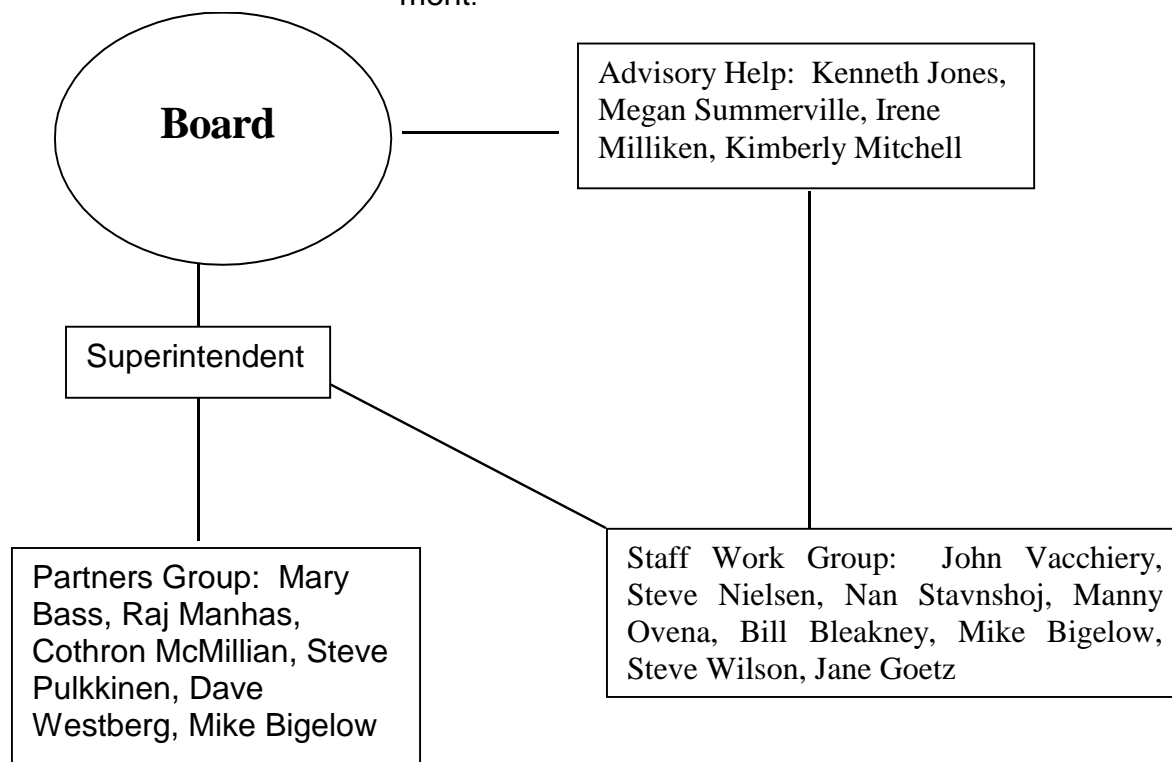 ment.
Board
Advisory Help: Kenneth Jones,
Megan Summerville, Irene
Milliken, Kimberly Mitchell
Superintendent
Partners Group: Mary
Bass, Raj Manhas,
Cothron McMillian, Steve
Pulkkinen, Dave
Westberg, Mike Bigelow
Staff Work Group: John Vacchiery,
Steve Nielsen, Nan Stavnshoj, Manny
Ovena, Bill Bleakney, Mike Bigelow,
Steve Wilson, Jane Goetz